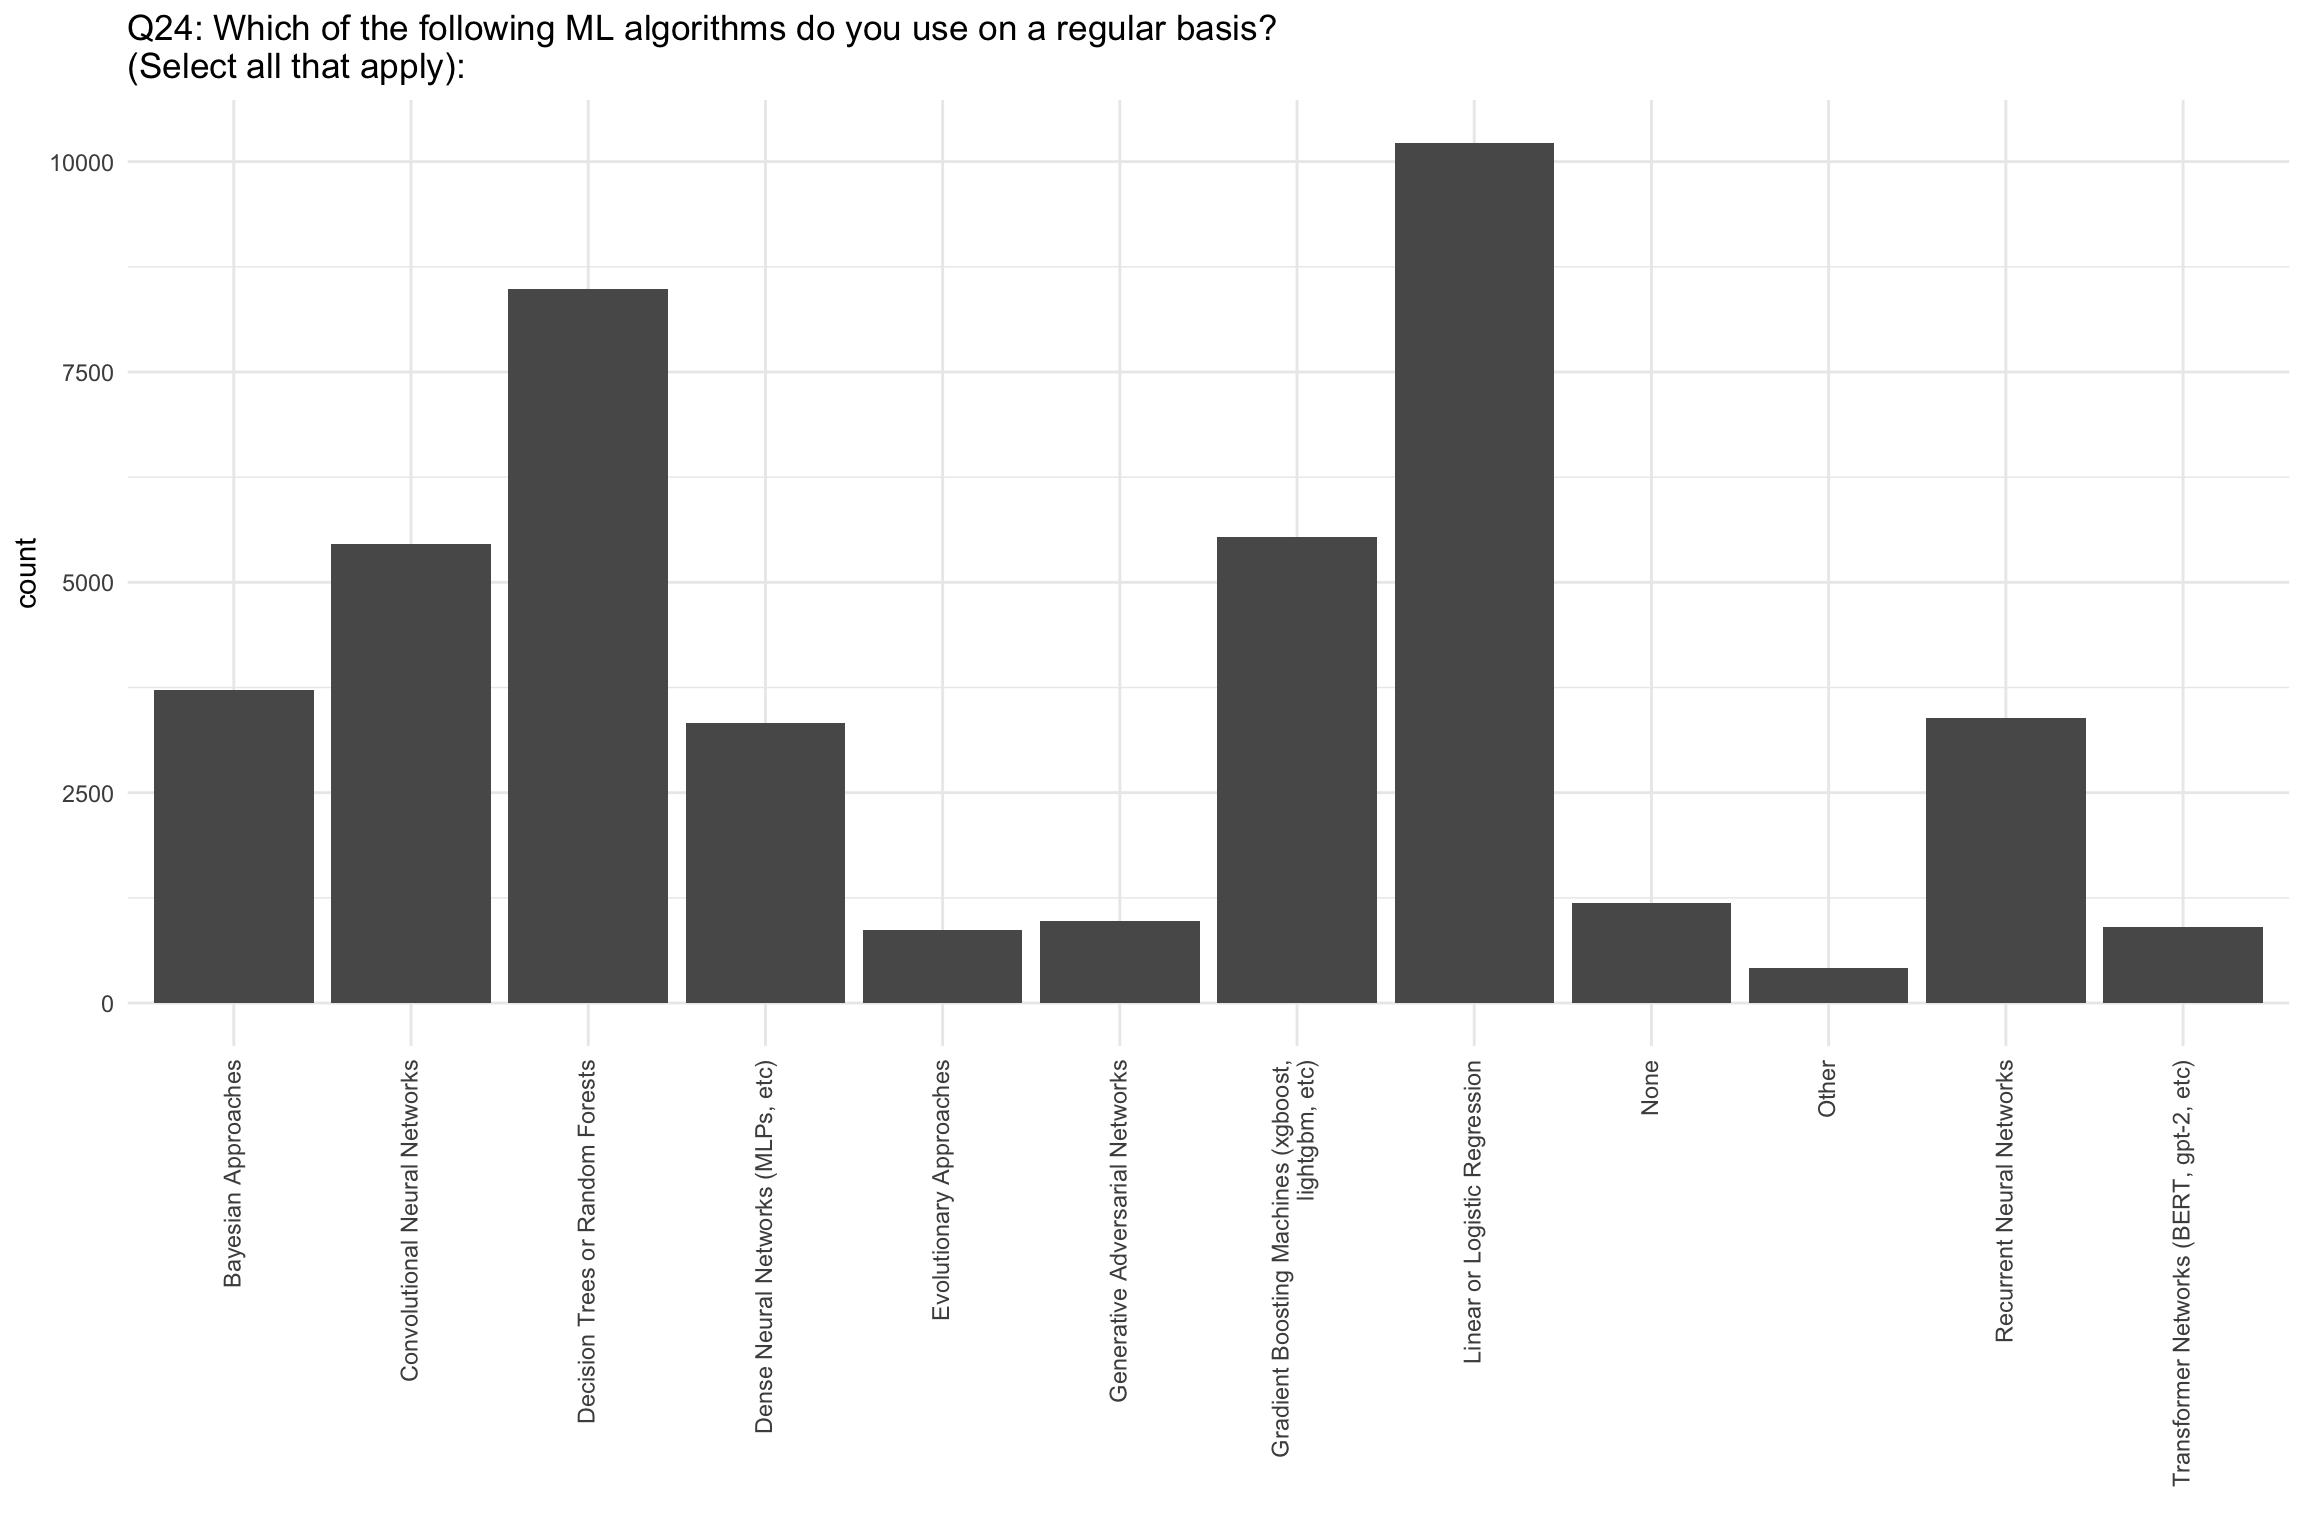 Q24: Which of the following ML algorithms do you use on a regular basis?
(Select all that apply):
count
10000
7500
5000
2500
0
Bayesian Approaches
Convolutional Neural Networks
Decision Trees or Random Forests
Dense Neural Networks (MLPs, etc)
Evolutionary Approaches
Generative Adversarial Networks
Gradient Boosting Machines (xgboost,
lightgbm, etc)
Linear or Logistic Regression
None
Other
Recurrent Neural Networks
Transformer Networks (BERT, gpt-2, etc)